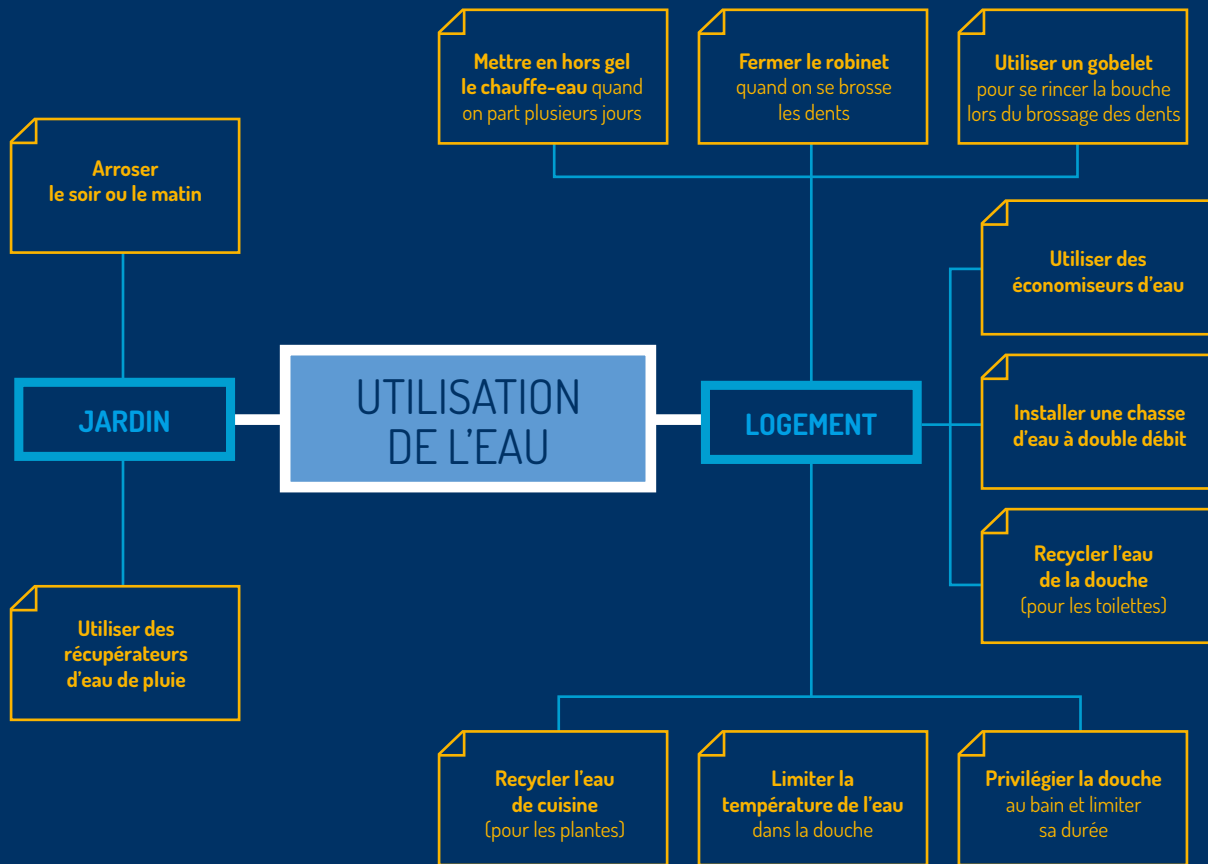 Mettre en hors gel
le chauffe-eau quand
on part plusieurs jours
Fermer le robinet
quand on se brosse
les dents
Utiliser un gobelet
pour se rincer la bouche
lors du brossage des dents
Arroser
le soir ou le matin
Utiliser des
économiseurs d'eau
JARDIN
UTILISATION
DE L'EAU
LOGEMENT
Installer une chasse
d'eau à double débit
Recycler l'eau
de la douche
(pour les toilettes)
Utiliser des
récupérateurs
d'eau de pluie
Recycler l'eau
de cuisine
(pour les plantes)
Limiter la
température de l'eau
dans la douche
Privilégier la douche
au bain et limiter
sa durée